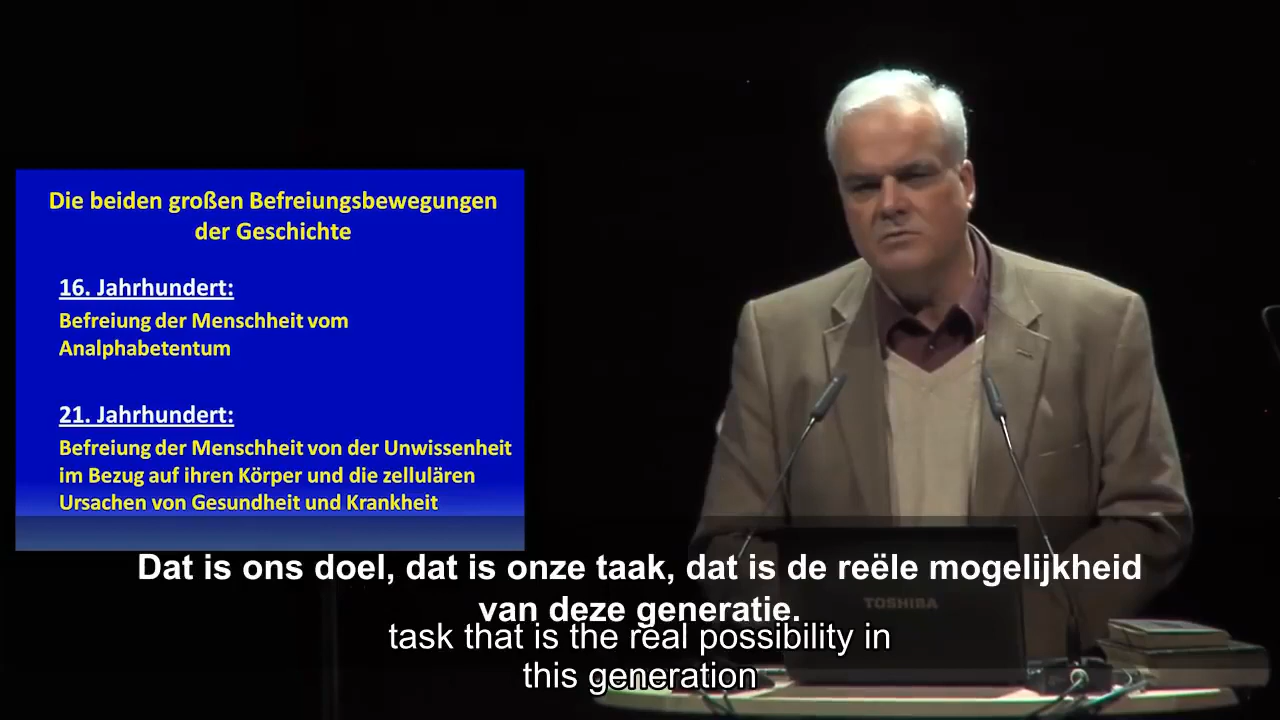 Die beiden großen Befreiungsbewegungen
der Geschichte
16. Jahrhundert:
Befreiung der Menschheit vom
Analphabetentum
21. Jahrhundert:
Befreiung der Menschheit von der Unwissenheit
im Bezug auf ihren Körper und die zellulären
Ursachen von Gesundheit und Krankheit
Dat is ons doel, dat is onze taak, dat is de reële mogelijkheid
van deze generatie.
TOSHIBA
task that is the real possibility in
this generation